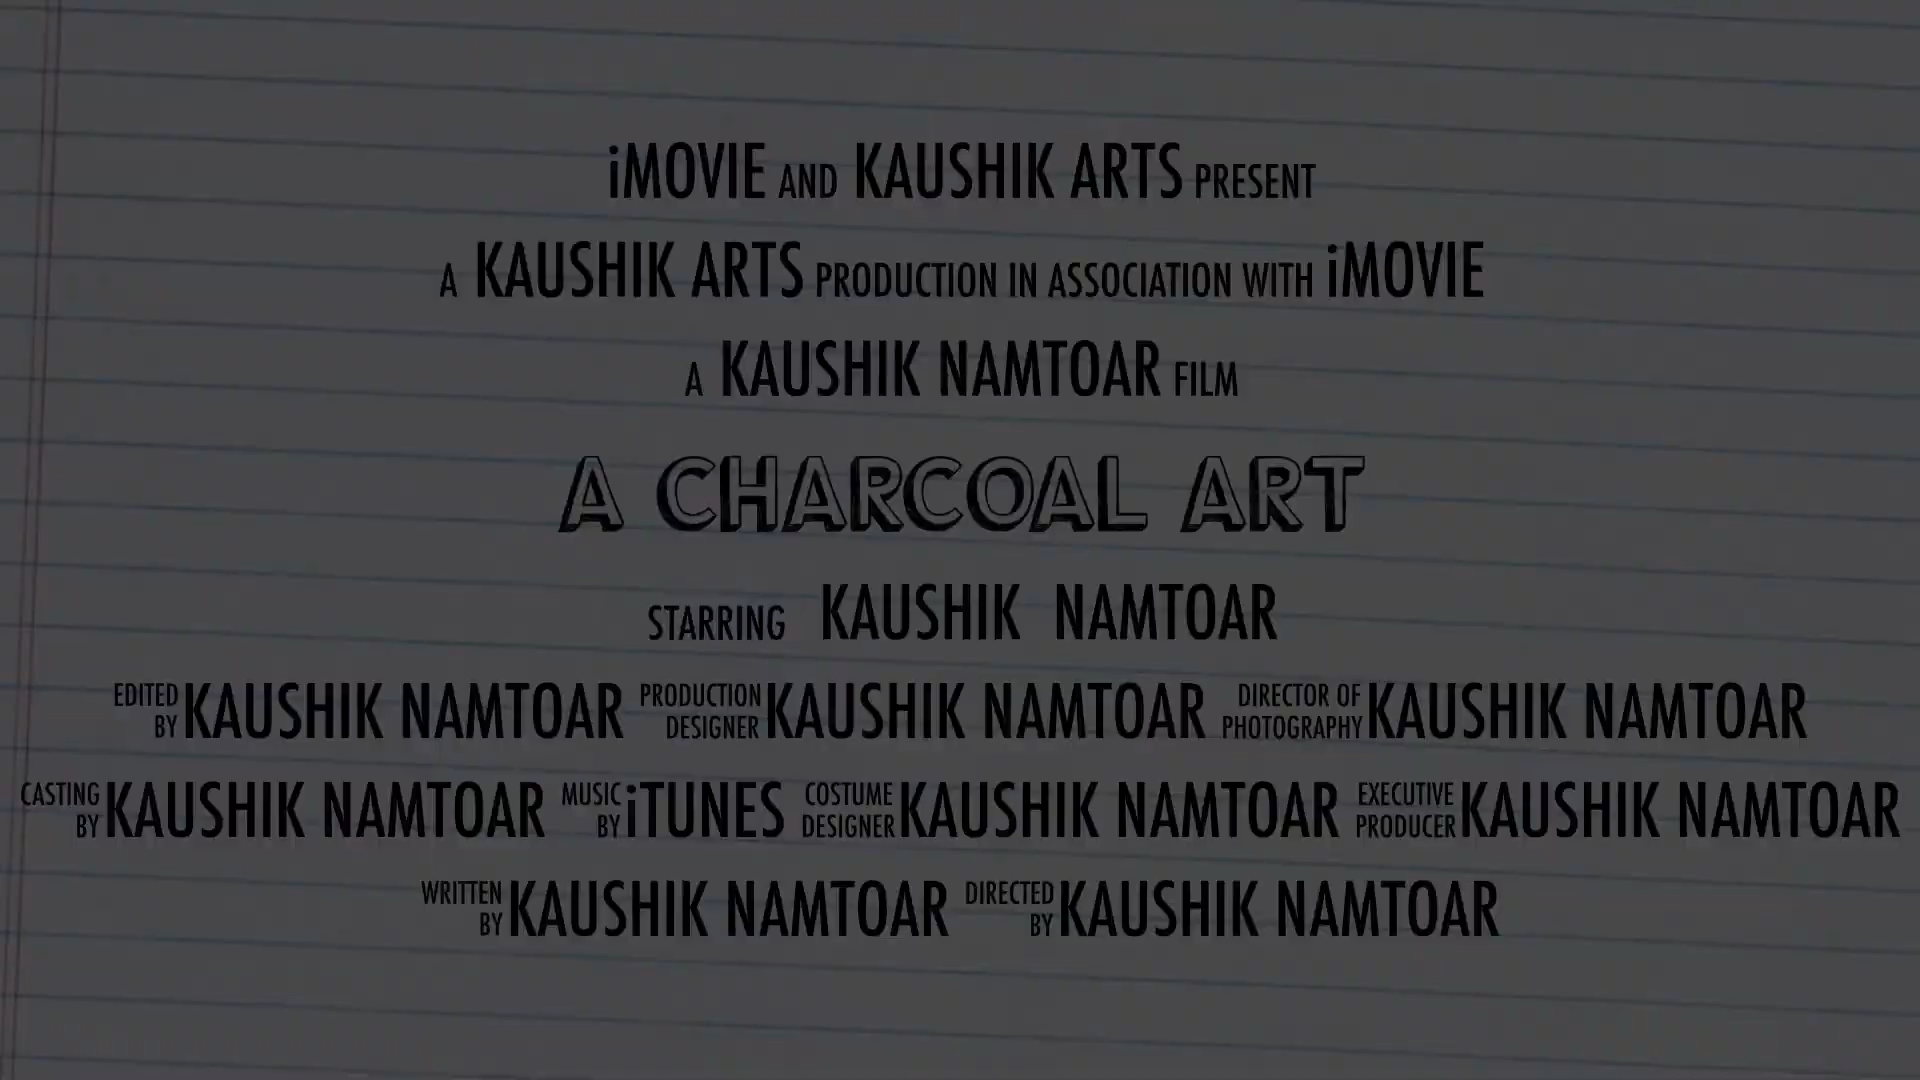 iMOVIE AND KAUSHIK ARTS PRESENT
A KAUSHIK ARTS PRODUCTION IN ASSOCIATION WITH iMOVIE
A KAUSHIK NAMTOAR FILM
A CHARCOAL ART
STARRING KAUSHIK NAMTOAR
EDITED BY KAUSHIK NAMTOAR PRODUCTION DESIGNER KAUSHIK NAMTOAR DIRECTOR OF PHOTOGRAPHY KAUSHIK NAMTOAR
CASTING BY KAUSHIK NAMTOAR MUSIC BY iTUNES COSTUME DESIGNER KAUSHIK NAMTOAR EXECUTIVE PRODUCER KAUSHIK NAMTOAR
WRITTEN BY KAUSHIK NAMTOAR DIRECTED BY KAUSHIK NAMTOAR